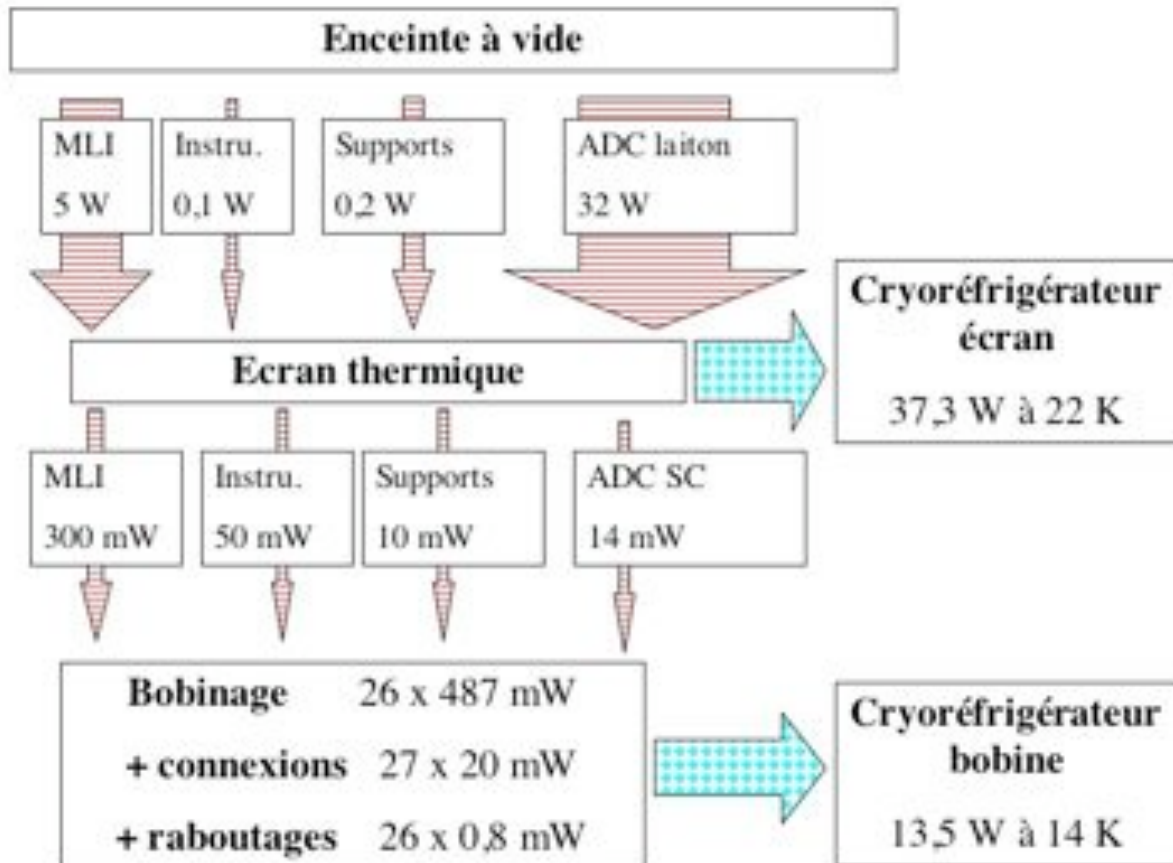 Enceinte à vide
MLI
5 W
Instru.
0,1 W
Supports
0,2 W
ADC laiton
32 W
Cryoréfrigérateur
écran
37,3 W à 22 K
Ecran thermique
MLI
300 mW
Instru.
50 mW
Supports
10 mW
ADC SC
14 mW
Bobinage 26 x 487 mW
+ connexions 27 x 20 mW
+ raboutages 26 x 0,8 mW
Cryoréfrigérateur
bobine
13,5 W à 14 K